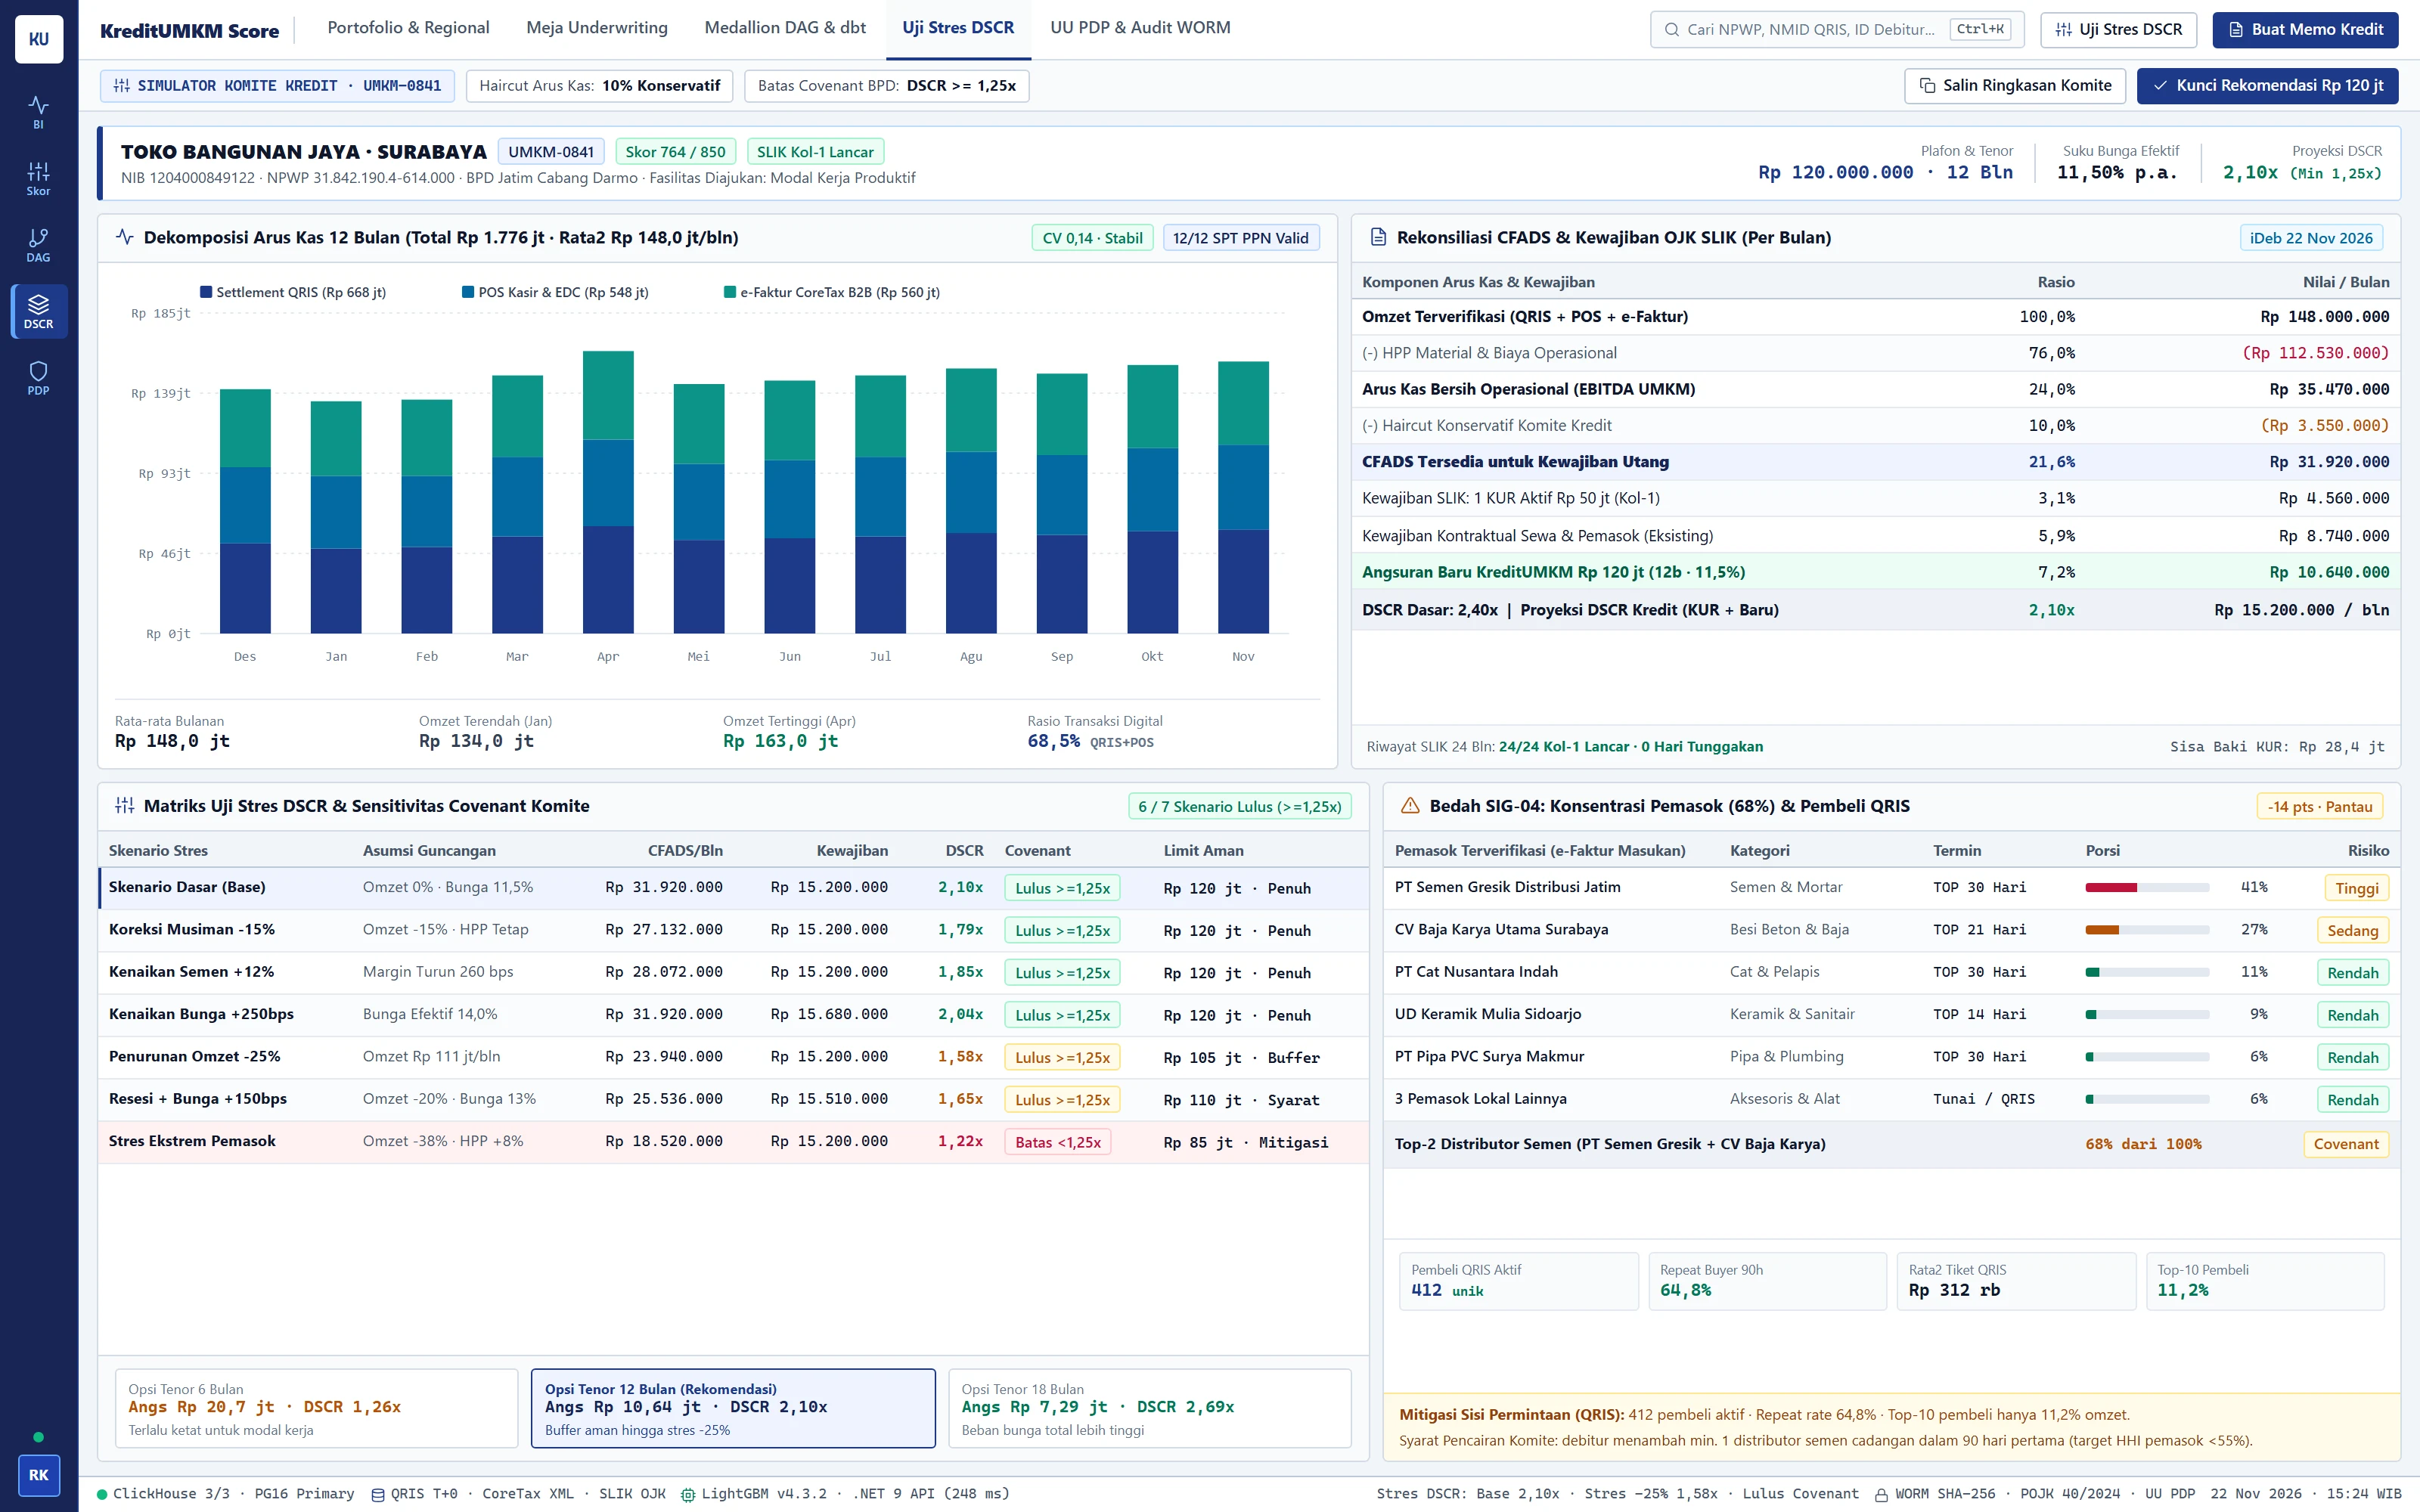 KU
KreditUMKM Score
Portofolio & Regional
Meja Underwriting
Medallion DAG & dbt
Uji Stres DSCR
UU PDP & Audit WORM
Cari NPWP, NMID QRIS, ID Debitur... Ctrl+K
Uji Stres DSCR
Buat Memo Kredit
BI
Skor
DAG
DSCR
PDP
RK
SIMULATOR KOMITE KREDIT · UMKM-0841
Haircut Arus Kas: 10% Konservatif
Batas Covenant BPD: DSCR >= 1,25x
Salin Ringkasan Komite
Kunci Rekomendasi Rp 120 jt
TOKO BANGUNAN JAYA · SURABAYA UMKM-0841 Skor 764 / 850 SLIK Kol-1 Lancar
NIB 1204000849122 · NPWP 31.842.190.4-614.000 · BPD Jatim Cabang Darmo · Fasilitas Diajukan: Modal Kerja Produktif
Plafon & Tenor
Rp 120.000.000 · 12 Bln
Suku Bunga Efektif
11,50% p.a.
Proyeksi DSCR
2,10x (Min 1,25x)
Dekomposisi Arus Kas 12 Bulan (Total Rp 1.776 jt · Rata2 Rp 148,0 jt/bln)
CV 0,14 · Stabil
12/12 SPT PPN Valid
Settlement QRIS (Rp 668 jt)
POS Kasir & EDC (Rp 548 jt)
e-Faktur CoreTax B2B (Rp 560 jt)
Rp 185jt
Rp 139jt
Rp 93jt
Rp 46jt
Rp 0jt
Des Jan Feb Mar Apr Mei Jun Jul Agu Sep Okt Nov
Rata-rata Bulanan
Rp 148,0 jt
Omzet Terendah (Jan)
Rp 134,0 jt
Omzet Tertinggi (Apr)
Rp 163,0 jt
Rasio Transaksi Digital
68,5% QRIS+POS
Rekonsiliasi CFADS & Kewajiban OJK SLIK (Per Bulan)
iDeb 22 Nov 2026
Komponen Arus Kas & Kewajiban Rasio Nilai / Bulan
Omzet Terverifikasi (QRIS + POS + e-Faktur) 100,0% Rp 148.000.000
(-) HPP Material & Biaya Operasional 76,0% (Rp 112.530.000)
Arus Kas Bersih Operasional (EBITDA UMKM) 24,0% Rp 35.470.000
(-) Haircut Konservatif Komite Kredit 10,0% (Rp 3.550.000)
CFADS Tersedia untuk Kewajiban Utang 21,6% Rp 31.920.000
Kewajiban SLIK: 1 KUR Aktif Rp 50 jt (Kol-1) 3,1% Rp 4.560.000
Kewajiban Kontraktual Sewa & Pemasok (Eksisting) 5,9% Rp 8.740.000
Angsuran Baru KreditUMKM Rp 120 jt (12b · 11,5%) 7,2% Rp 10.640.000
DSCR Dasar: 2,40x | Proyeksi DSCR Kredit (KUR + Baru) 2,10x Rp 15.200.000 / bln
Riwayat SLIK 24 Bln: 24/24 Kol-1 Lancar · 0 Hari Tunggakan
Sisa Baki KUR: Rp 28,4 jt
Matriks Uji Stres DSCR & Sensitivitas Covenant Komite
6 / 7 Skenario Lulus (>=1,25x)
Skenario Stres Asumsi Guncangan CFADS/Bln Kewajiban DSCR Covenant Limit Aman
Skenario Dasar (Base) Omzet 0% · Bunga 11,5% Rp 31.920.000 Rp 15.200.000 2,10x Lulus >=1,25x Rp 120 jt · Penuh
Koreksi Musiman -15% Omzet -15% · HPP Tetap Rp 27.132.000 Rp 15.200.000 1,79x Lulus >=1,25x Rp 120 jt · Penuh
Kenaikan Semen +12% Margin Turun 260 bps Rp 28.072.000 Rp 15.200.000 1,85x Lulus >=1,25x Rp 120 jt · Penuh
Kenaikan Bunga +250bps Bunga Efektif 14,0% Rp 31.920.000 Rp 15.680.000 2,04x Lulus >=1,25x Rp 120 jt · Penuh
Penurunan Omzet -25% Omzet Rp 111 jt/bln Rp 23.940.000 Rp 15.200.000 1,58x Lulus >=1,25x Rp 105 jt · Buffer
Resesi + Bunga +150bps Omzet -20% · Bunga 13% Rp 25.536.000 Rp 15.510.000 1,65x Lulus >=1,25x Rp 110 jt · Syarat
Stres Ekstrem Pemasok Omzet -38% · HPP +8% Rp 18.520.000 Rp 15.200.000 1,22x Batas <1,25x Rp 85 jt · Mitigasi
Opsi Tenor 6 Bulan
Angs Rp 20,7 jt · DSCR 1,26x
Terlalu ketat untuk modal kerja
Opsi Tenor 12 Bulan (Rekomendasi)
Angs Rp 10,64 jt · DSCR 2,10x
Buffer aman hingga stres -25%
Opsi Tenor 18 Bulan
Angs Rp 7,29 jt · DSCR 2,69x
Beban bunga total lebih tinggi
Bedah SIG-04: Konsentrasi Pemasok (68%) & Pembeli QRIS
-14 pts · Pantau
Pemasok Terverifikasi (e-Faktur Masukan) Kategori Termin Porsi Risiko
PT Semen Gresik Distribusi Jatim Semen & Mortar TOP 30 Hari 41% Tinggi
CV Baja Karya Utama Surabaya Besi Beton & Baja TOP 21 Hari 27% Sedang
PT Cat Nusantara Indah Cat & Pelapis TOP 30 Hari 11% Rendah
UD Keramik Mulia Sidoarjo Keramik & Sanitair TOP 14 Hari 9% Rendah
PT Pipa PVC Surya Makmur Pipa & Plumbing TOP 30 Hari 6% Rendah
3 Pemasok Lokal Lainnya Aksesoris & Alat Tunai / QRIS 6% Rendah
Top-2 Distributor Semen (PT Semen Gresik + CV Baja Karya) 68% dari 100% Covenant
Pembeli QRIS Aktif
412 unik
Repeat Buyer 90h
64,8%
Rata2 Tiket QRIS
Rp 312 rb
Top-10 Pembeli
11,2%
Mitigasi Sisi Permintaan (QRIS): 412 pembeli aktif · Repeat rate 64,8% · Top-10 pembeli hanya 11,2% omzet.
Syarat Pencairan Komite: debitur menambah min. 1 distributor semen cadangan dalam 90 hari pertama (target HHI pemasok <55%).
ClickHouse 3/3 · PG16 Primary QRIS T+0 · CoreTax XML · SLIK OJK LightGBM v4.3.2 · .NET 9 API (248 ms)
Stres DSCR: Base 2,10x · Stres -25% 1,58x · Lulus Covenant WORM SHA-256 · POJK 40/2024 · UU PDP 22 Nov 2026 · 15:24 WIB